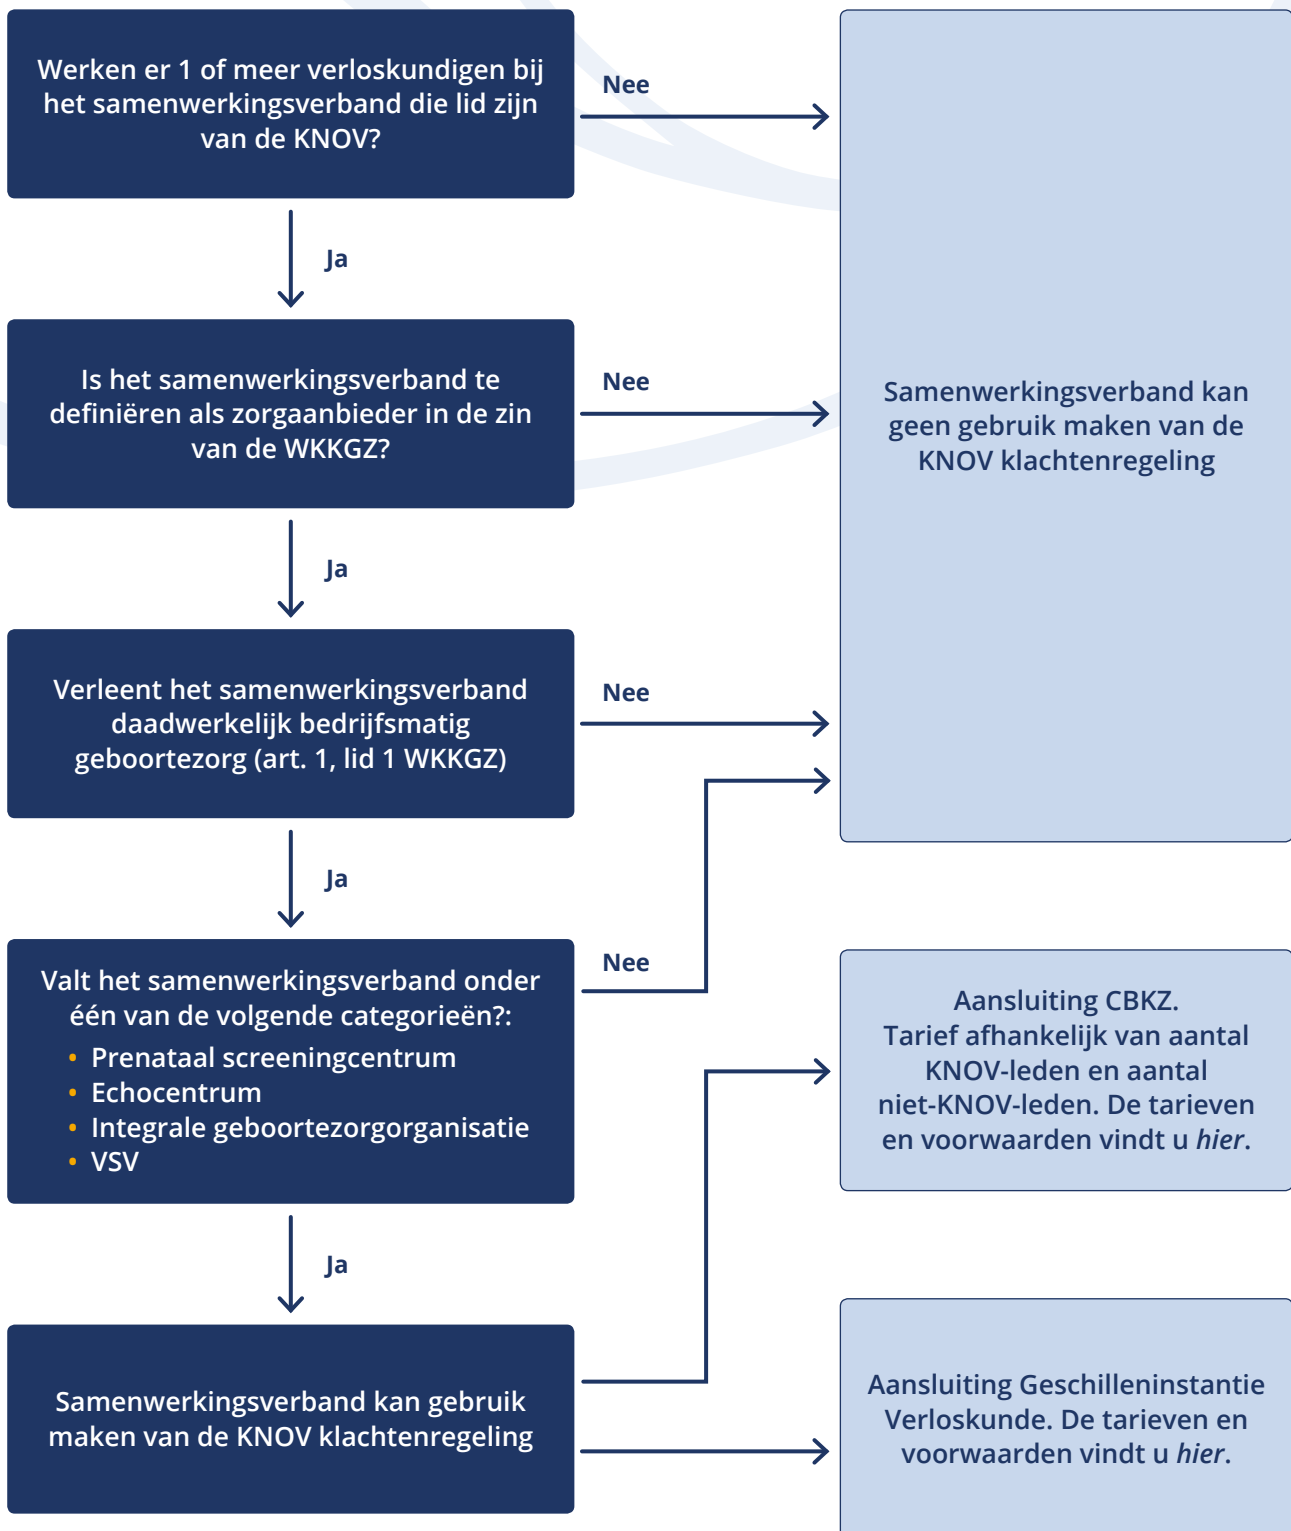 Werken er 1 of meer verloskundigen bij
het samenwerkingsverband die lid zijn
van de KNOV?
Nee
Ja
Is het samenwerkingsverband te
definiëren als zorgaanbieder in de zin
van de WKKGZ?
Nee
Samenwerkingsverband kan
geen gebruik maken van de
KNOV klachtenregeling
Ja
Verleent het samenwerkingsverband
daadwerkelijk bedrijfsmatig
geboortezorg (art. 1, lid 1 WKKGZ)
Nee
Ja
Valt het samenwerkingsverband onder
één van de volgende categorieën?:
• Prenataal screeningcentrum
• Echocentrum
• Integrale geboortezorgorganisatie
• VSV
Nee
Aansluiting CBKZ.
Tarief afhankelijk van aantal
KNOV-leden en aantal
niet-KNOV-leden. De tarieven
en voorwaarden vindt u hier.
Ja
Samenwerkingsverband kan gebruik
maken van de KNOV klachtenregeling
Aansluiting Geschilleninstantie
Verloskunde. De tarieven en
voorwaarden vindt u hier.